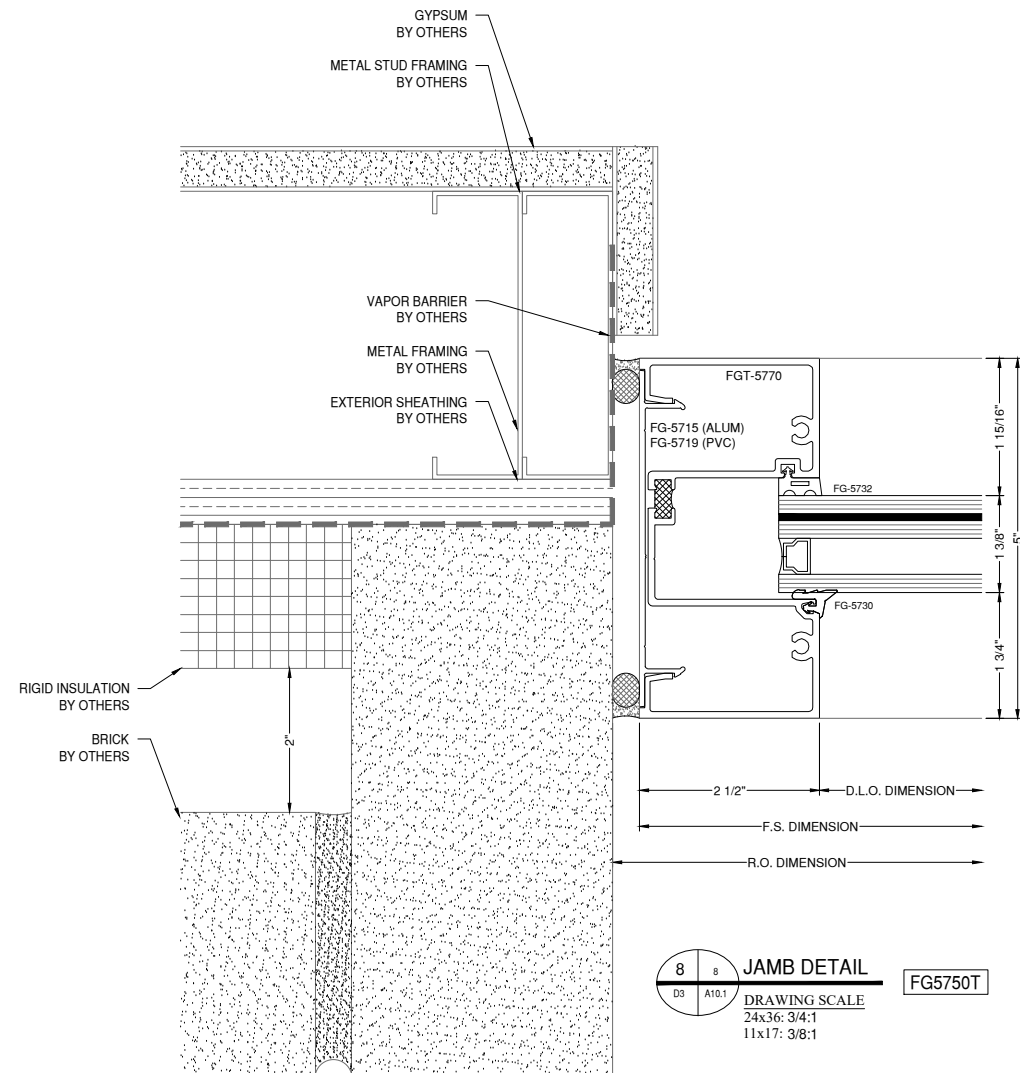 GYPSUM
BY OTHERS
METAL STUD FRAMING
BY OTHERS
VAPOR BARRIER
BY OTHERS
METAL FRAMING
BY OTHERS
EXTERIOR SHEATHING
BY OTHERS
FGT-5770
FG-5715 (ALUM)
FG-5719 (PVC)
FG-5732
FG-5730
1 15/16"
1 3/8"
5"
1 3/4"
RIGID INSULATION
BY OTHERS
BRICK
BY OTHERS
2"
2 1/2"
D.L.O. DIMENSION
F.S. DIMENSION
R.O. DIMENSION
8
8
D3
A10.1
JAMB DETAIL
DRAWING SCALE
24x36: 3/4:1
11x17: 3/8:1
FG5750T